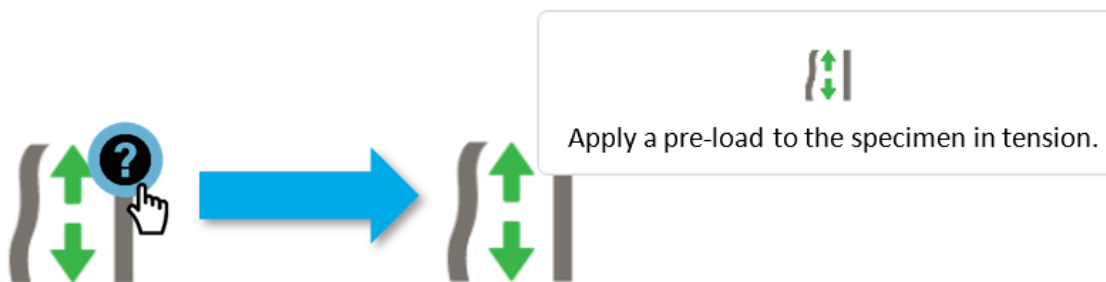 ?
Apply a pre-load to the specimen in tension.